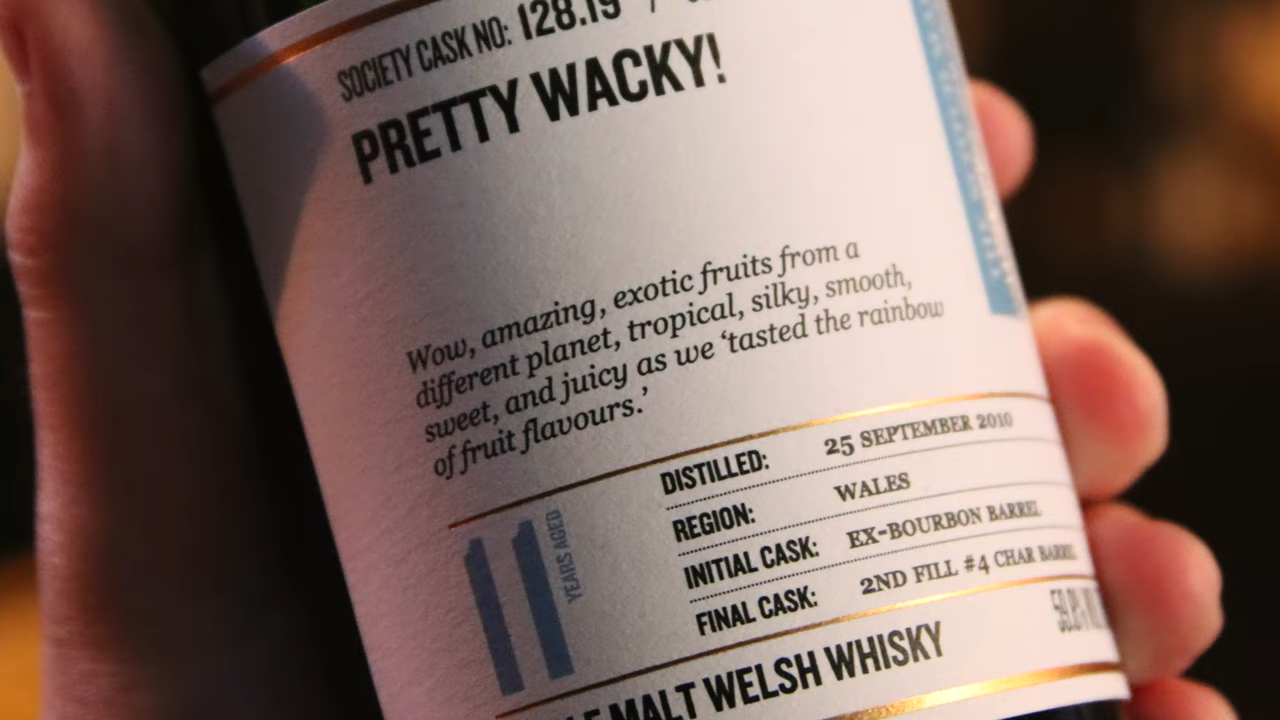 SOCIETY CASK NO: 128.19 /
PRETTY WACKY!
Wow, amazing, exotic fruits from a
different planet, tropical, silky, smooth,
sweet, and juicy as we ‘tasted the rainbow
of fruit flavours.’
11 YEARS AGED
DISTILLED: 25 SEPTEMBER 2010
REGION: WALES
INITIAL CASK: EX-BOURBON BARREL
FINAL CASK: 2ND FILL #4 CHAR BARREL
MALT WELSH WHISKY